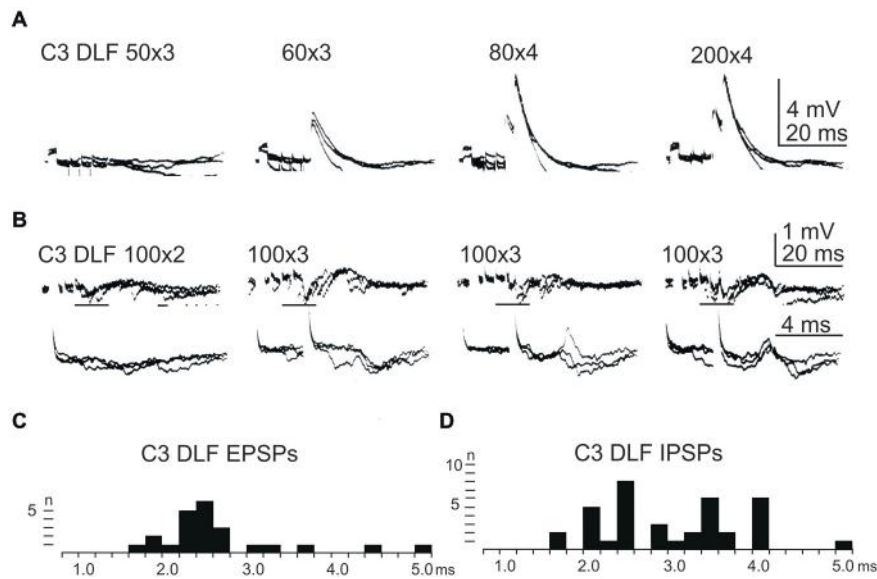 A
C3 DLF 50x3 60x3 80x4 200x4
4 mV
20 ms
B
C3 DLF 100x2 100x3 100x3 100x3
1 mV
20 ms
4 ms
C
C3 DLF EPSPs
n
5
1.0 2.0 3.0 4.0 5.0 ms
D
C3 DLF IPSPs
10 n
5
1.0 2.0 3.0 4.0 5.0 ms